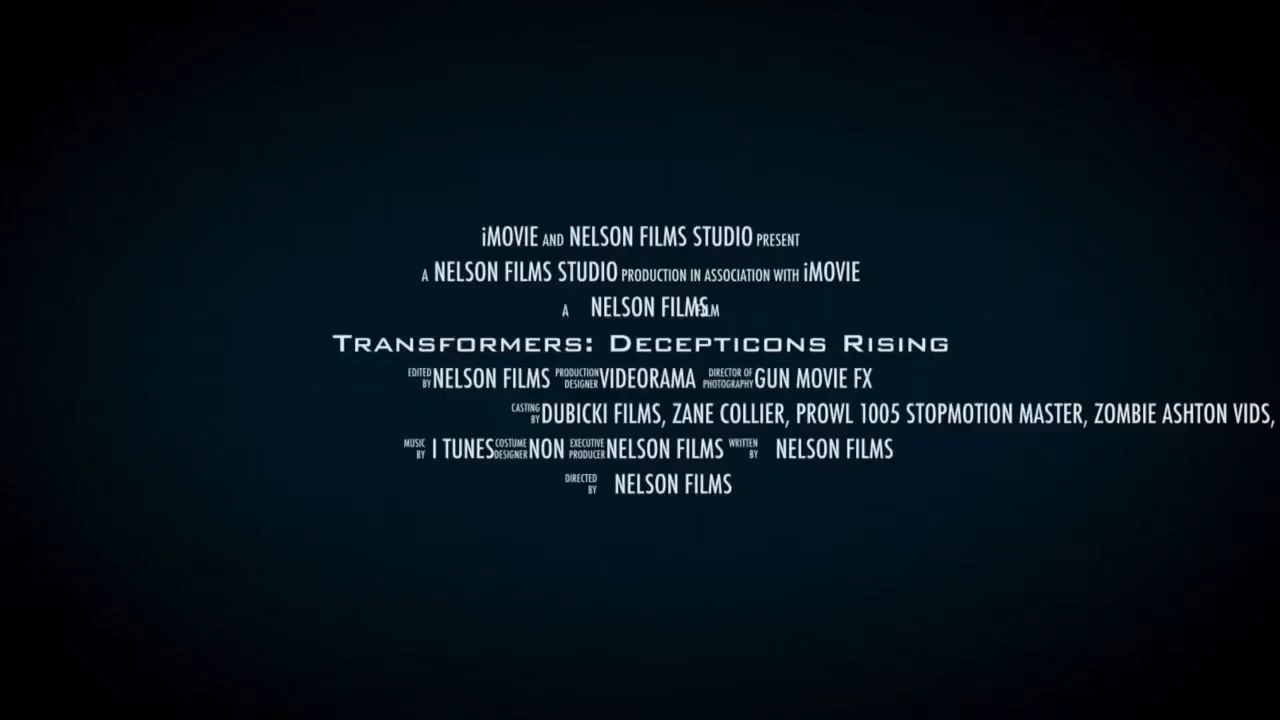 iMOVIE AND NELSON FILMS STUDIO PRESENT
A NELSON FILMS STUDIO PRODUCTION IN ASSOCIATION WITH iMOVIE
A NELSON FILMS FILM
TRANSFORMERS: DECEPTICONS RISING
EDITED BY NELSON FILMS PRODUCTION DESIGNER VIDEORAMA DIRECTOR OF PHOTOGRAPHY GUN MOVIE FX
CASTING BY DUBICKI FILMS, ZANE COLLIER, PROWL 1005 STOPMOTION MASTER, ZOMBIE ASHTON VIDS,
MUSIC BY I TUNES COSTUME DESIGNER NON EXECUTIVE PRODUCER NELSON FILMS WRITTEN BY NELSON FILMS
DIRECTED BY NELSON FILMS